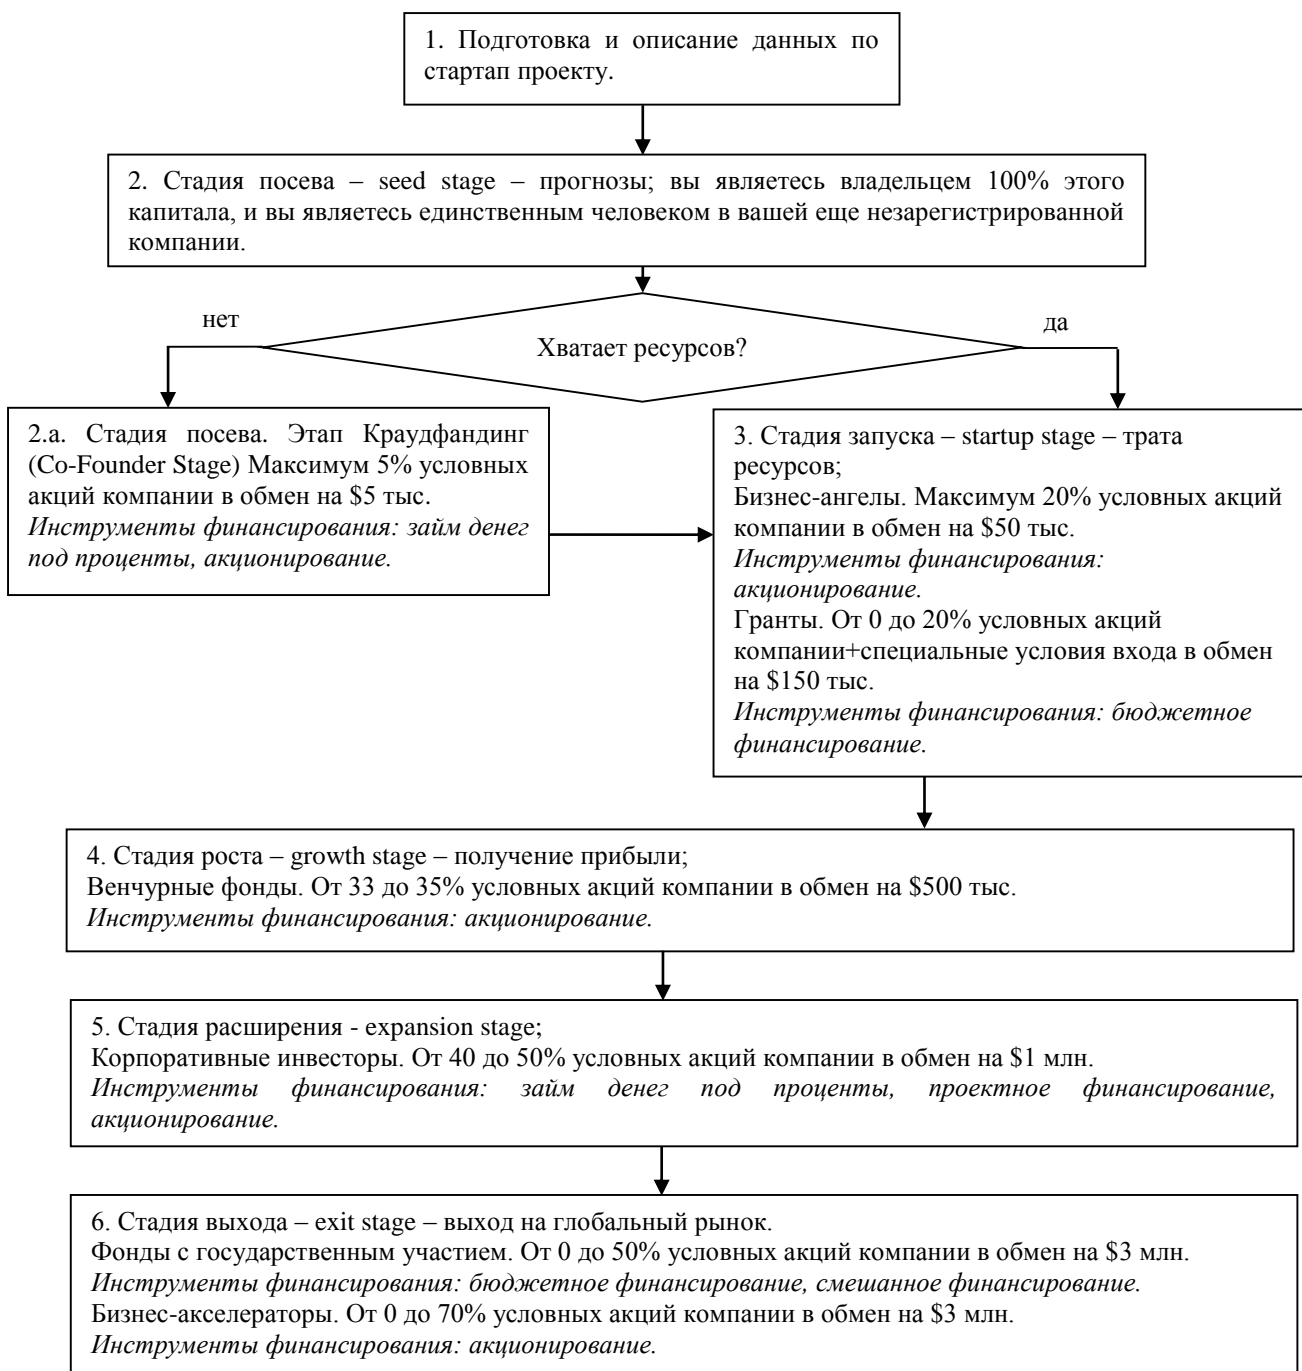 1. Подготовка и описание данных по
стартап проекту.
2. Стадия посева – seed stage – прогнозы; вы являетесь владельцем 100% этого
капитала, и вы являетесь единственным человеком в вашей еще незарегистрированной
компании.
нет
да
Хватает ресурсов?
2.а. Стадия посева. Этап Краудфандинг
(Co-Founder Stage) Максимум 5% условных
акций компании в обмен на $5 тыс.
Инструменты финансирования: займ денег
под проценты, акционирование.
3. Стадия запуска – startup stage – трата
ресурсов;
Бизнес-ангелы. Максимум 20% условных акций
компании в обмен на $50 тыс.
Инструменты финансирования:
акционирование.
Гранты. От 0 до 20% условных акций
компании+специальные условия входа в обмен
на $150 тыс.
Инструменты финансирования: бюджетное
финансирование.
4. Стадия роста – growth stage – получение прибыли;
Венчурные фонды. От 33 до 35% условных акций компании в обмен на $500 тыс.
Инструменты финансирования: акционирование.
5. Стадия расширения - expansion stage;
Корпоративные инвесторы. От 40 до 50% условных акций компании в обмен на $1 млн.
Инструменты финансирования: займ денег под проценты, проектное финансирование,
акционирование.
6. Стадия выхода – exit stage – выход на глобальный рынок.
Фонды с государственным участием. От 0 до 50% условных акций компании в обмен на $3 млн.
Инструменты финансирования: бюджетное финансирование, смешанное финансирование.
Бизнес-акселераторы. От 0 до 70% условных акций компании в обмен на $3 млн.
Инструменты финансирования: акционирование.